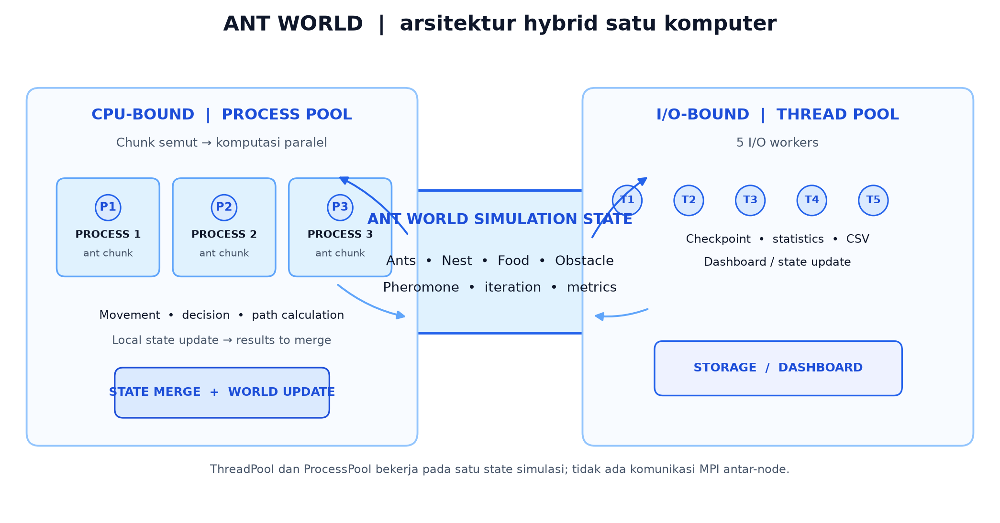 ANT WORLD | arsitektur hybrid satu komputer
CPU-BOUND | PROCESS POOL
Chunk semut → komputasi paralel
P1
PROCESS 1
ant chunk
P2
PROCESS 2
ant chunk
P3
PROCESS 3
ant chunk
Movement • decision • path calculation
Local state update → results to merge
STATE MERGE + WORLD UPDATE
ANT WORLD SIMULATION STATE
Ants • Nest • Food • Obstacle
Pheromone • iteration • metrics
I/O-BOUND | THREAD POOL
5 I/O workers
T1 T2 T3 T4 T5
Checkpoint • statistics • CSV
Dashboard / state update
STORAGE / DASHBOARD
ThreadPool dan ProcessPool bekerja pada satu state simulasi; tidak ada komunikasi MPI antar-node.